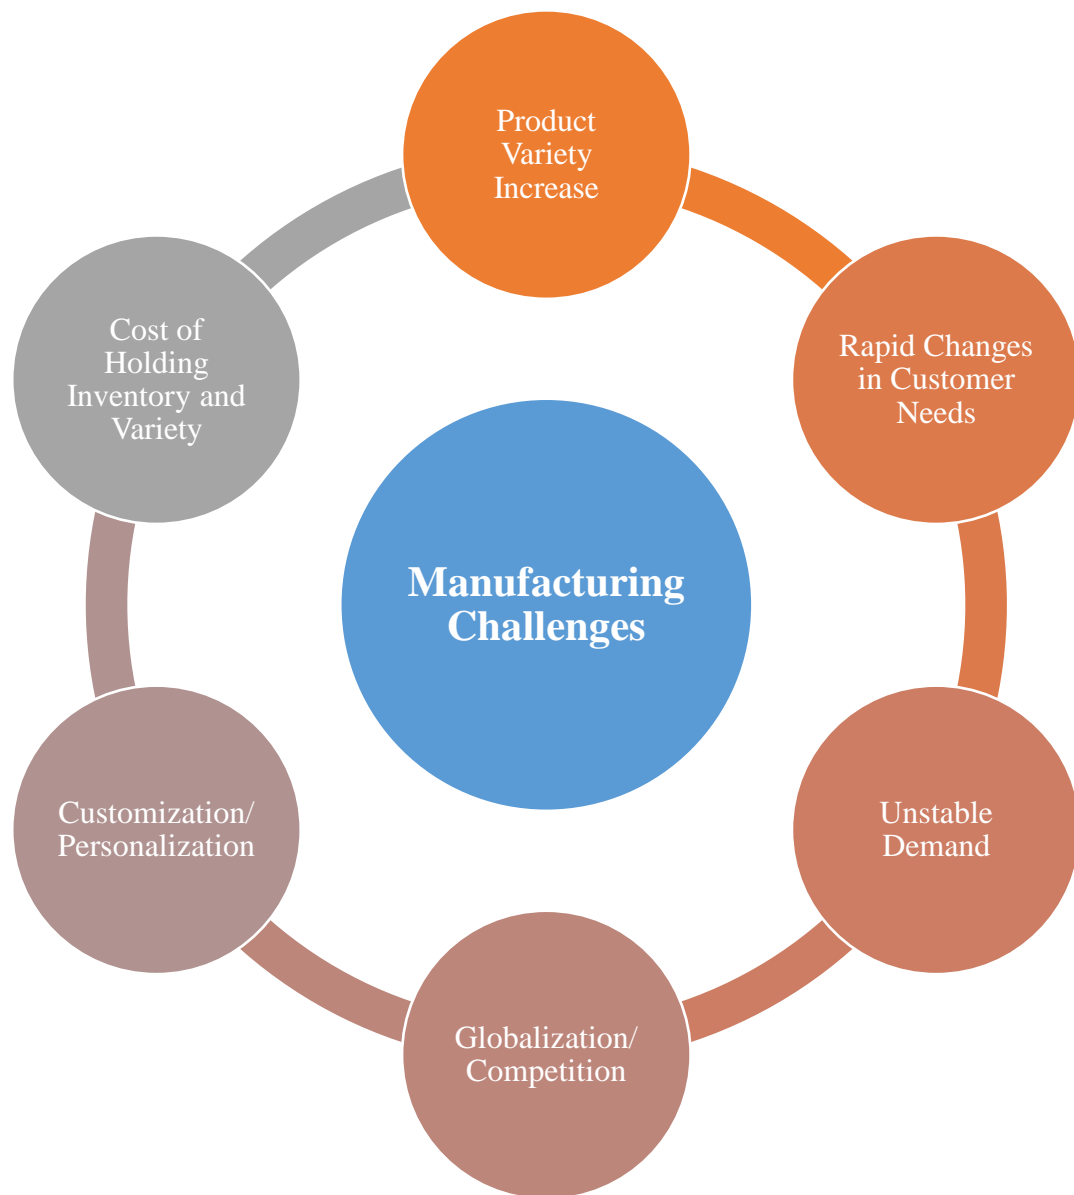 Product
Variety
Increase
Rapid Changes
in Customer
Needs
Unstable
Demand
Globalization/
Competition
Customization/
Personalization
Cost of
Holding
Inventory and
Variety
Manufacturing
Challenges